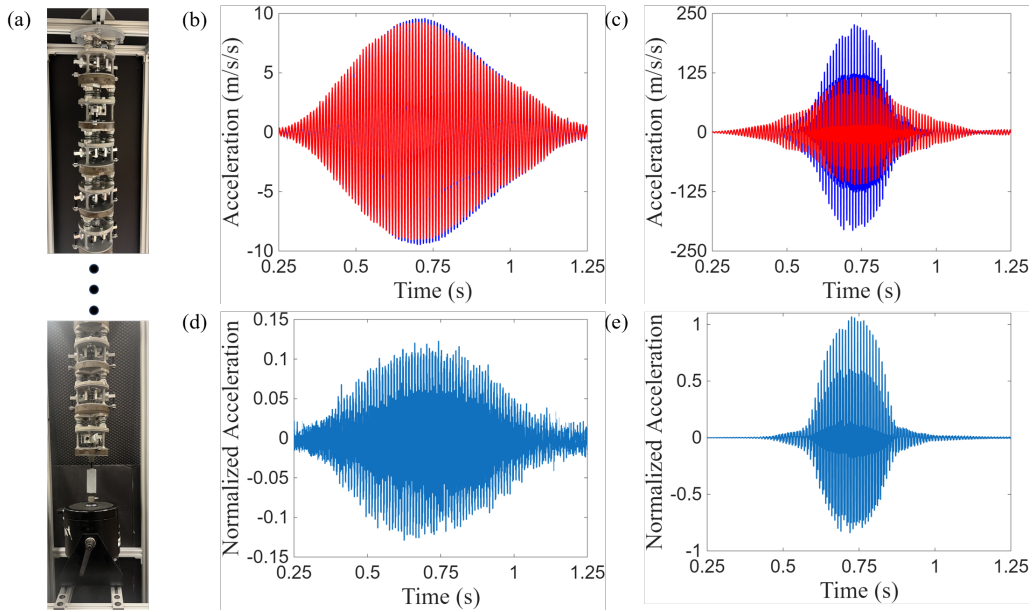 (a)
(b)
10
5
0
-5
-10
0.25 0.5 0.75 1 1.25
Time (s)
Acceleration (m/s/s)
(c)
250
125
0
-125
-250
0.25 0.5 0.75 1 1.25
Time (s)
Acceleration (m/s/s)
(d)
0.15
0.1
0.05
0
-0.05
-0.1
-0.15
0.25 0.5 0.75 1 1.25
Time (s)
Normalized Acceleration
(e)
1
0.5
0
-0.5
-1
0.25 0.5 0.75 1 1.25
Time (s)
Normalized Acceleration